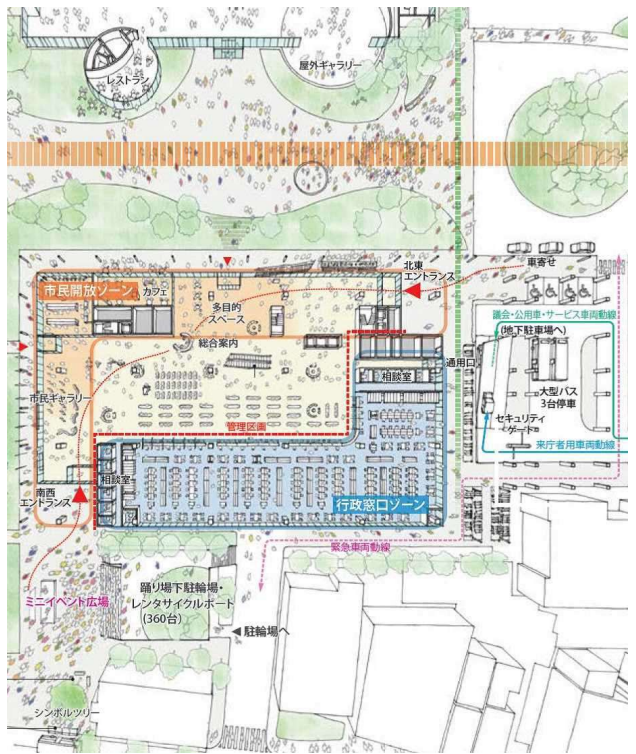 レストラン
屋外ギャラリー
北東
エントランス
車寄せ
市民開放ゾーン
カフェ
多目的
スペース
総合案内
議会・公用車・サービス車両動線
(地下駐車場へ)
通用口
相談室
大型バス
3台停車
市民ギャラリー
管理区画
セキュリティ
ゲート
来庁者用車両動線
相談室
南西
エントランス
行政窓口ゾーン
緊急車両動線
ミニイベント広場
踊り場下駐輪場・
レンタサイクルポート
(360台)
駐輪場へ
シンボルツリー